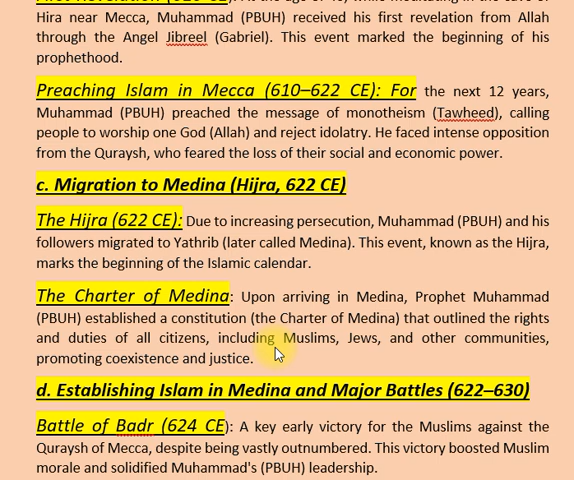 Hira near Mecca, Muhammad (PBUH) received his first revelation from Allah
through the Angel Jibreel (Gabriel). This event marked the beginning of his
prophethood.
Preaching Islam in Mecca (610–622 CE): For the next 12 years,
Muhammad (PBUH) preached the message of monotheism (Tawheed), calling
people to worship one God (Allah) and reject idolatry. He faced intense opposition
from the Quraysh, who feared the loss of their social and economic power.
c. Migration to Medina (Hijra, 622 CE)
The Hijra (622 CE): Due to increasing persecution, Muhammad (PBUH) and his
followers migrated to Yathrib (later called Medina). This event, known as the Hijra,
marks the beginning of the Islamic calendar.
The Charter of Medina: Upon arriving in Medina, Prophet Muhammad
(PBUH) established a constitution (the Charter of Medina) that outlined the rights
and duties of all citizens, including Muslims, Jews, and other communities,
promoting coexistence and justice.
d. Establishing Islam in Medina and Major Battles (622–630)
Battle of Badr (624 CE): A key early victory for the Muslims against the
Quraysh of Mecca, despite being vastly outnumbered. This victory boosted Muslim
morale and solidified Muhammad's (PBUH) leadership.